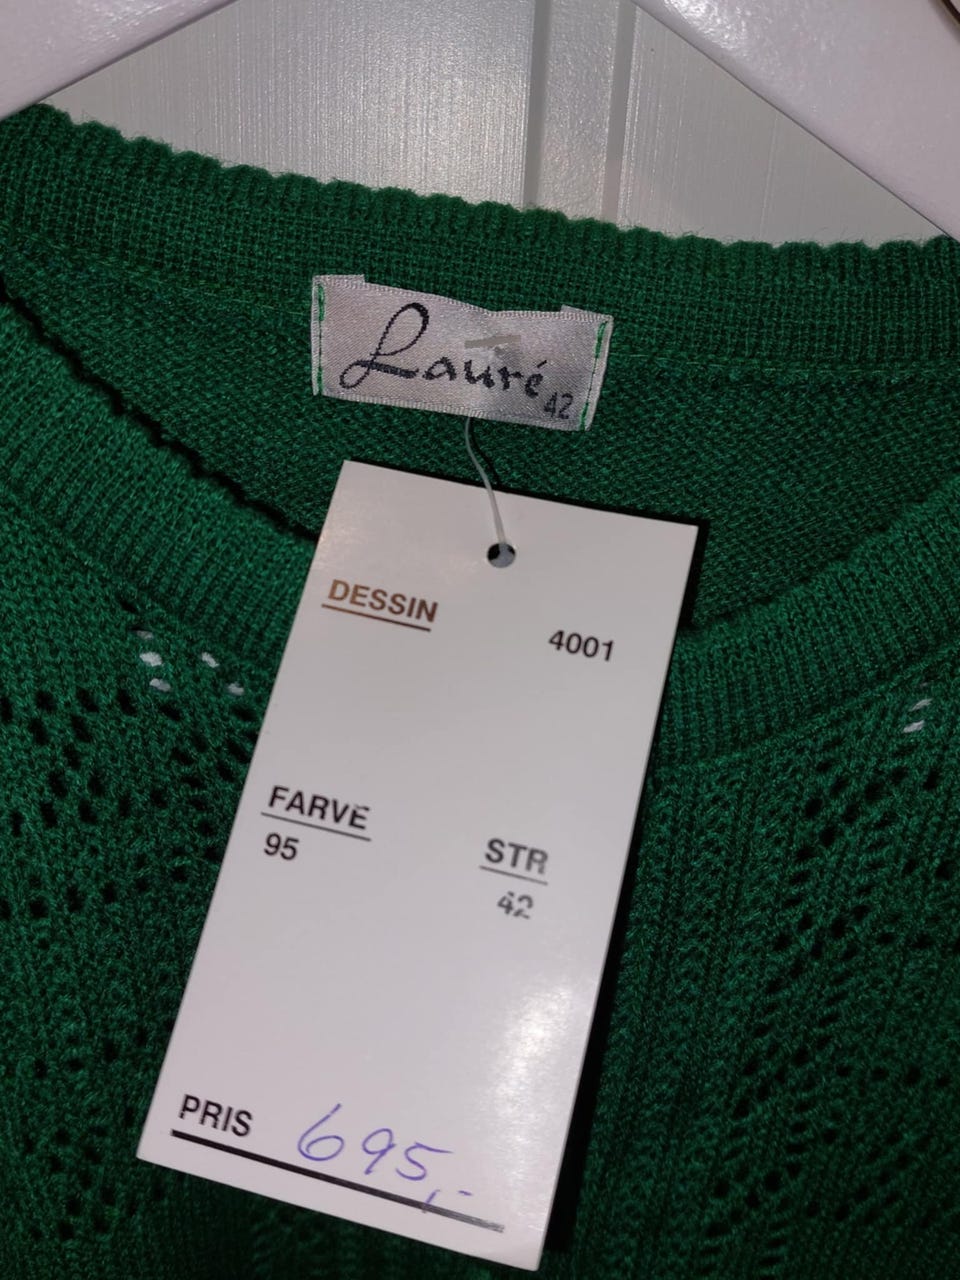 Lauré
42
DESSIN
4001
FARVE
95
STR
42
PRIS 695,-